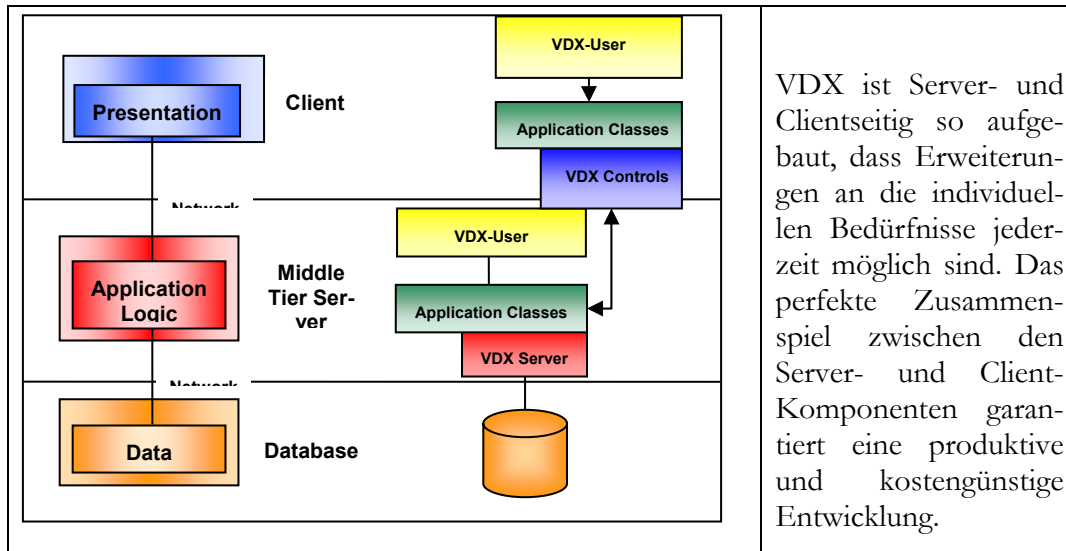 VDX-User
Presentation
Client
Application Classes
VDX Controls
Network
VDX-User
Application
Logic
Middle
Tier Ser-
ver
Application Classes
VDX Server
Network
Data
Database
VDX ist Server- und
Clientseitig so aufge-
baut, dass Erweiterun-
gen an die individuel-
len Bedürfnisse jeder-
zeit möglich sind. Das
perfekte Zusammen-
spiel zwischen den
Server- und Client-
Komponenten garan-
tiert eine produktive
und kostengünstige
Entwicklung.